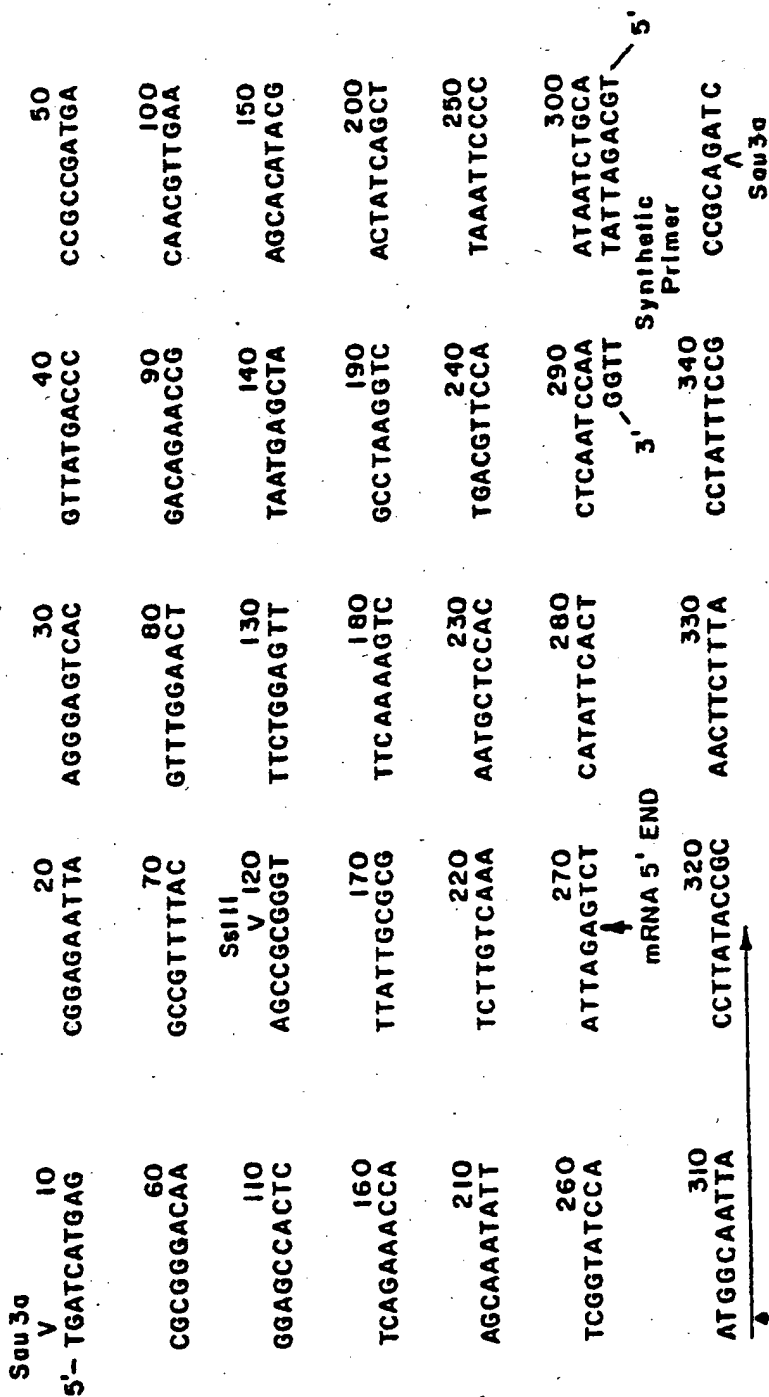 Sau3a
V
10 20 30 40 50
5'- TGATCATGAG CGGAGAATTA AGGGAGTCAC GTTATGACCC CCGCCGATGA
60 70 80 90 100
CGCGGGACAA GCCGTTTTAC GTTTGGAACT GACAGAACCG CAACGTTGAA
SsIII
V
110 120 130 140 150
GGAGCCACTC AGCCGCGGGT TTCTGGAGTT TAATGAGCTA AGCACATACG
160 170 180 190 200
TCAGAAACCA TTATTGCGCG TTCAAAAGTC GCCTAAGGTC ACTATCAGCT
210 220 230 240 250
AGCAAATATT TCTTGTCAAA AATGCTCCAC TGACGTTCCA TAAATTCCCC
260 270 280 290 300
TCGGTATCCA ATTAGAGTCT CATATTCACT CTCAATCCAA ATAATCTGCA
GGTT TATTAGACGT
3' 5'
mRNA 5' END
Synthetic
Primer
310 320 330 340
ATGGCAATTA CCTTATACCGC AACTTCTTTA CCTATTTCCG CCGCAGATC
Λ
Sau3a